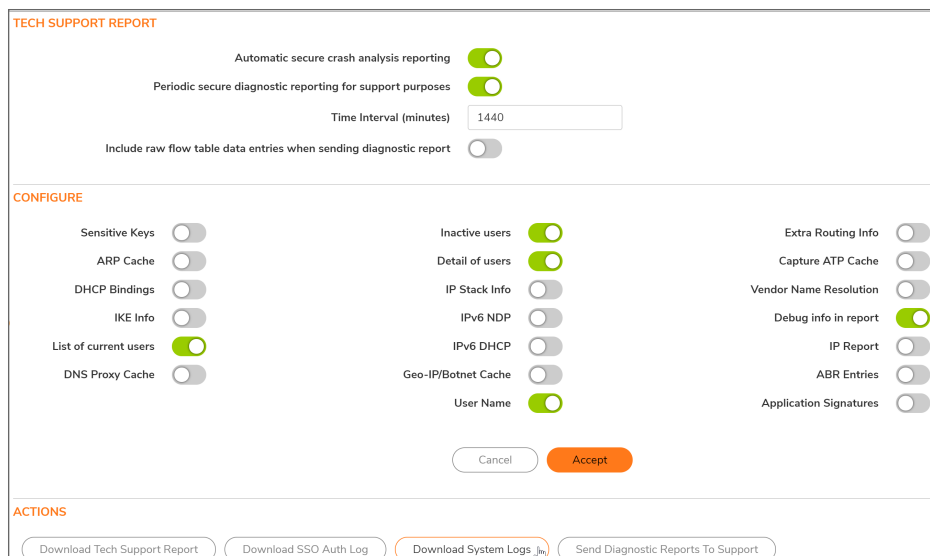 TECH SUPPORT REPORT
Automatic secure crash analysis reporting
Periodic secure diagnostic reporting for support purposes
Time Interval (minutes) 1440
Include raw flow table data entries when sending diagnostic report
CONFIGURE
Sensitive Keys Inactive users Extra Routing Info
ARP Cache Detail of users Capture ATP Cache
DHCP Bindings IP Stack Info Vendor Name Resolution
IKE Info IPv6 NDP Debug info in report
List of current users IPv6 DHCP IP Report
DNS Proxy Cache Geo-IP/Botnet Cache ABR Entries
User Name Application Signatures
Cancel Accept
ACTIONS
Download Tech Support Report Download SSO Auth Log Download System Logs Send Diagnostic Reports To Support